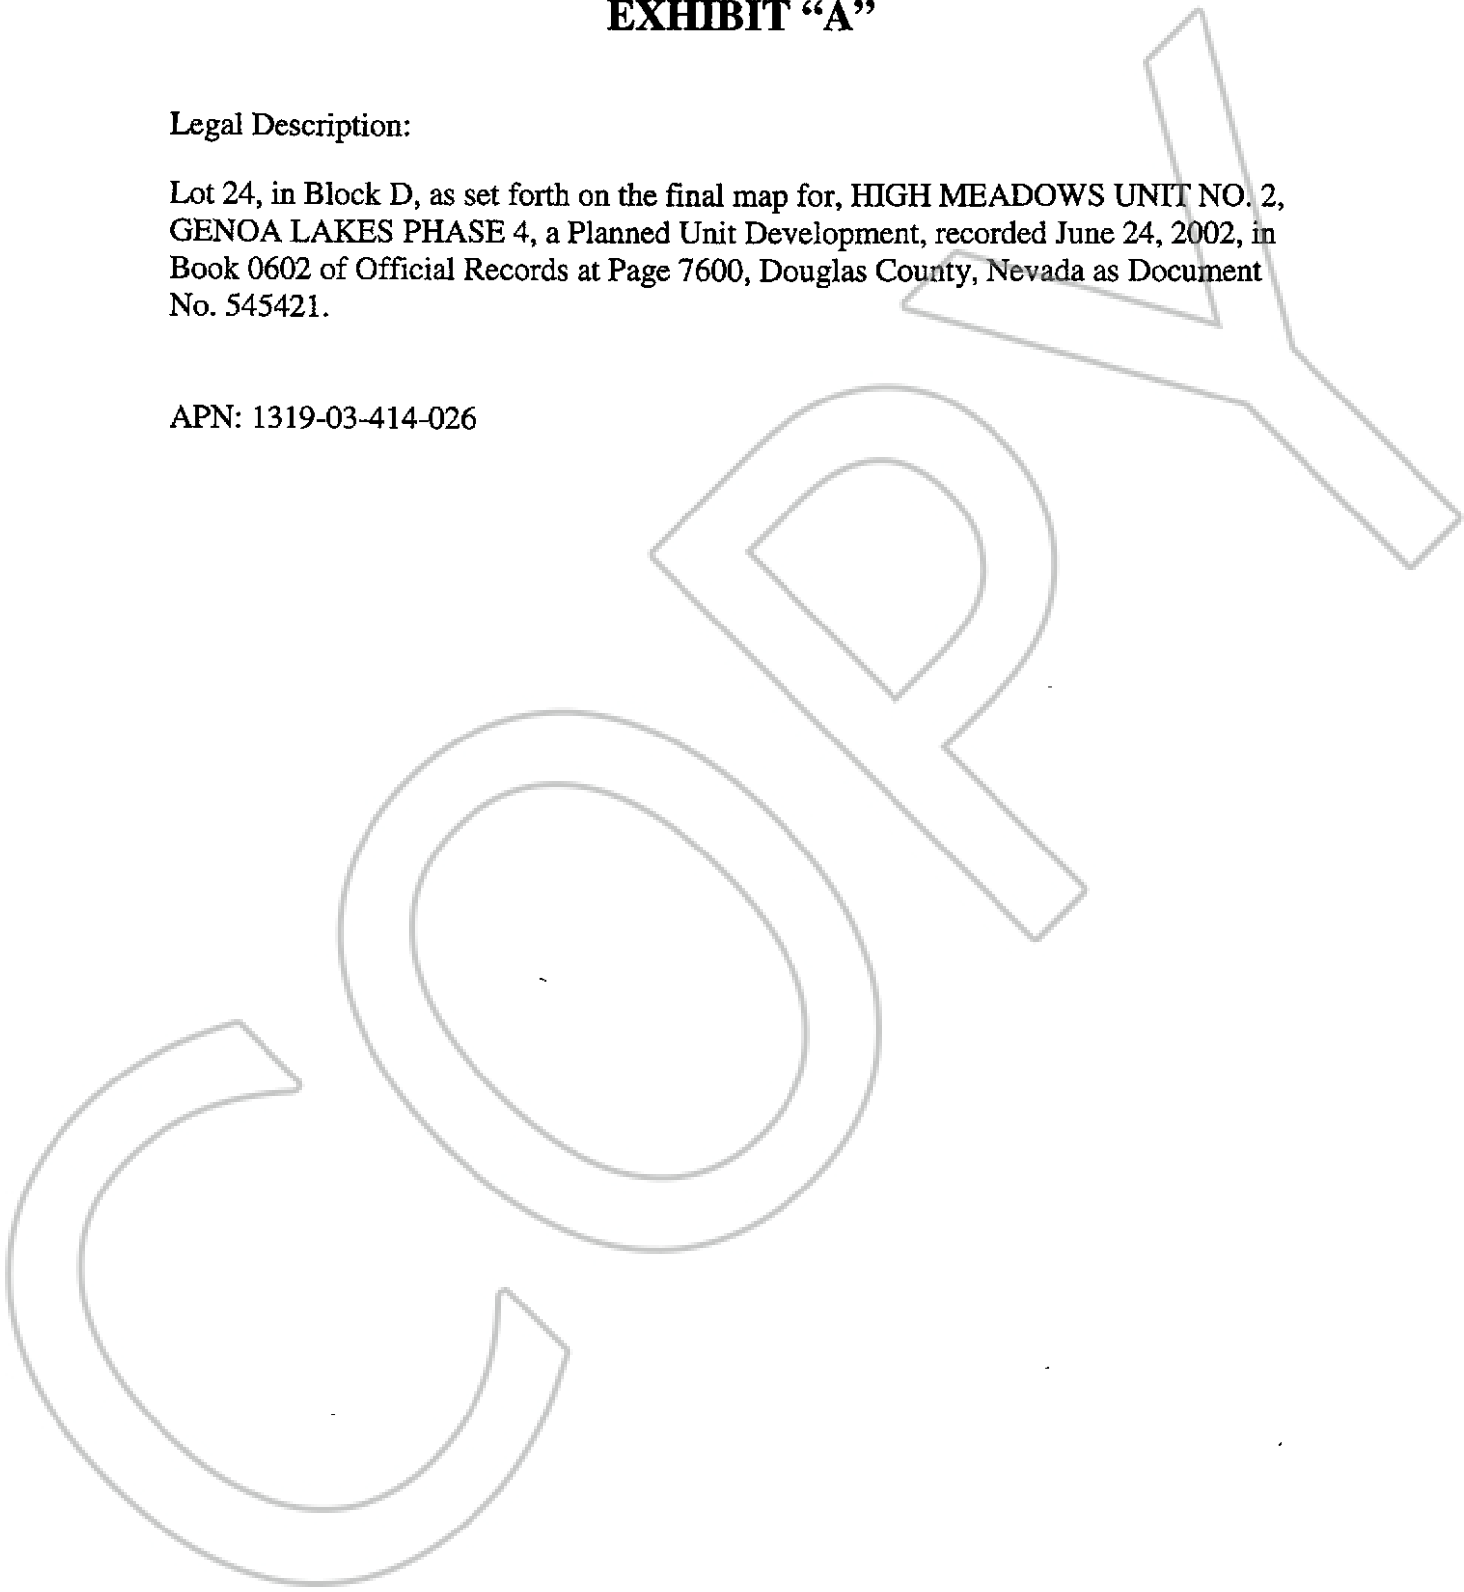 EXHIBIT “A”
Legal Description:
Lot 24, in Block D, as set forth on the final map for, HIGH MEADOWS UNIT NO. 2,
GENOA LAKES PHASE 4, a Planned Unit Development, recorded June 24, 2002, in
Book 0602 of Official Records at Page 7600, Douglas County, Nevada as Document
No. 545421.
APN: 1319-03-414-026
COPY